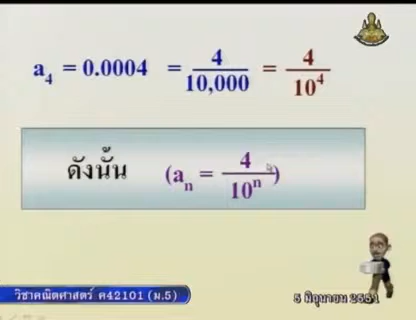 a₄ = 0.0004 = 4/10,000 = 4/10⁴
ดังนั้น (aₙ = 4/10ⁿ)
วิชาคณิตศาสตร์ ค42101 (ม.5)
5 มิถุนายน 2551